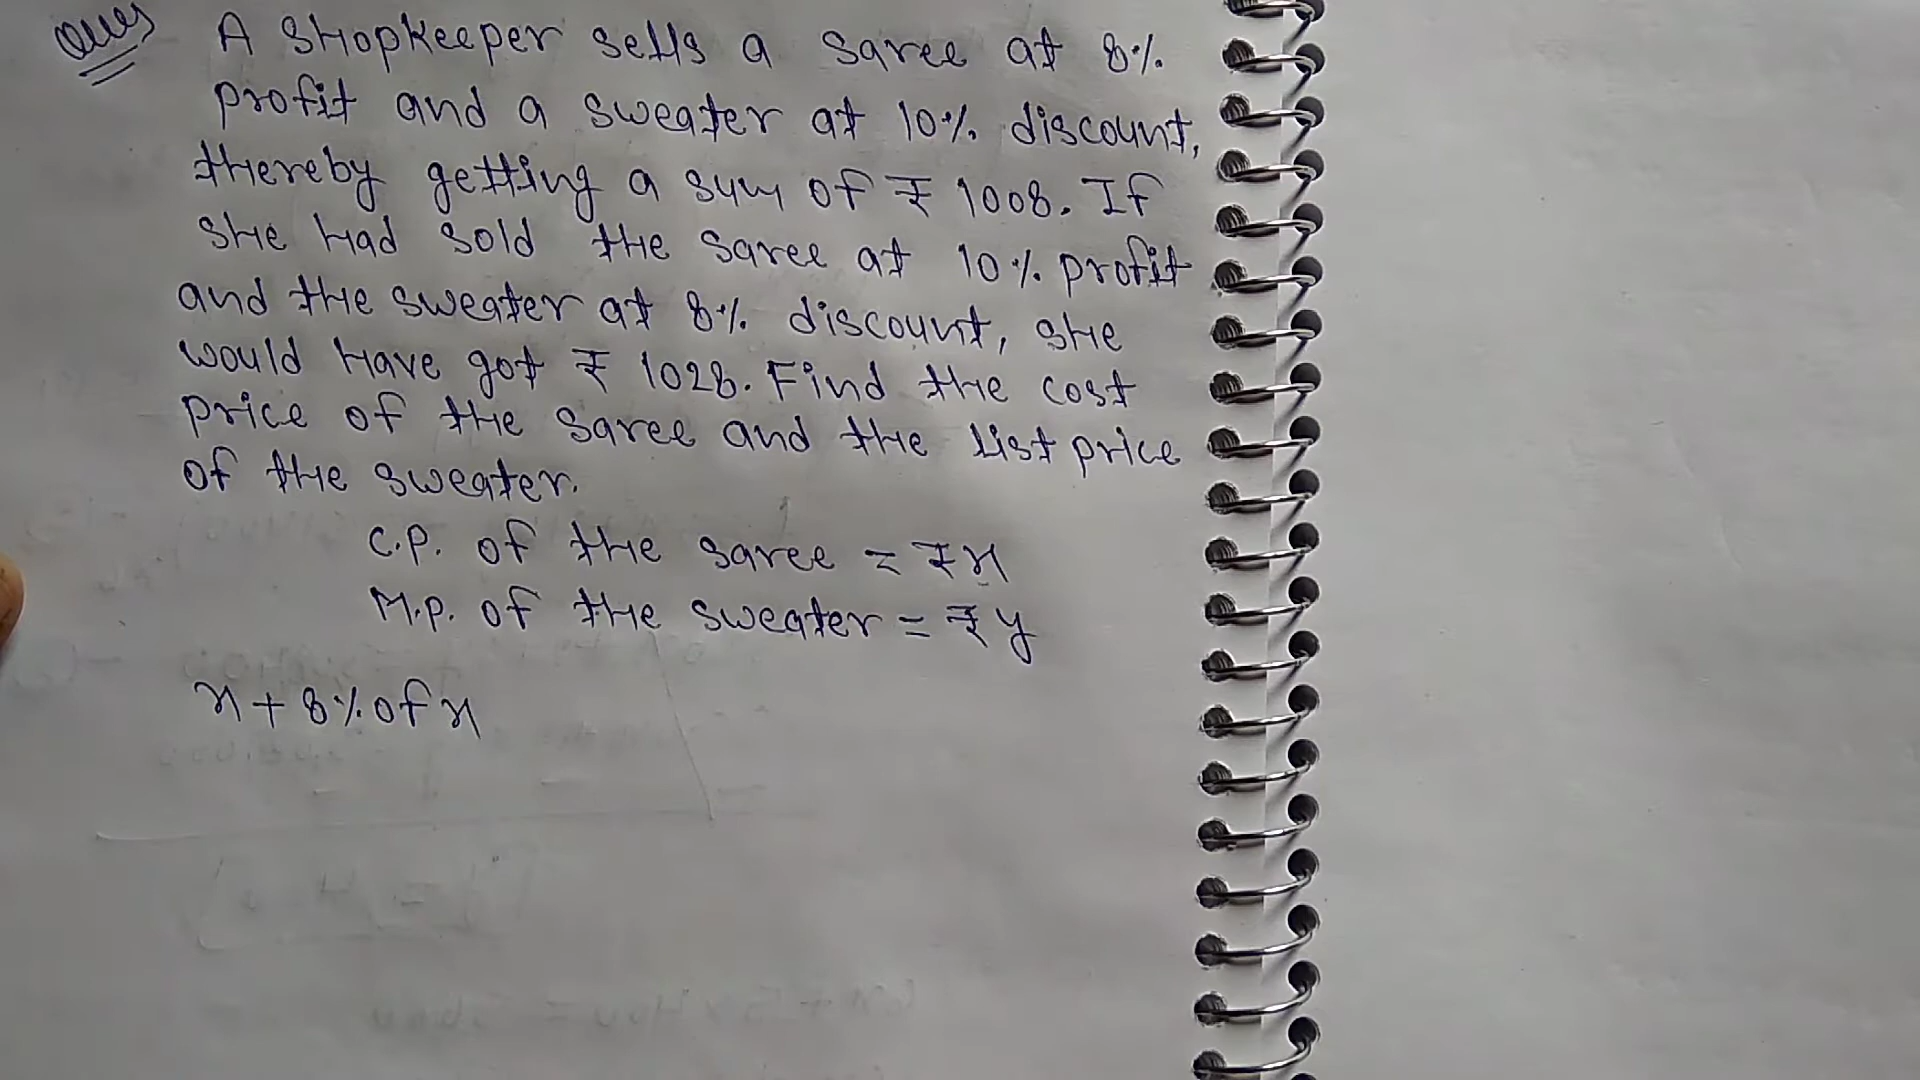 Ques A shopkeeper sells a saree at 8%
profit and a sweater at 10% discount,
thereby getting a sum of ₹ 1008. If
she had sold the saree at 10% profit
and the sweater at 8% discount, she
would have got ₹ 1028. Find the cost
price of the saree and the list price
of the sweater.
C.P. of the saree = ₹x
M.P. of the sweater = ₹y
x + 8% of x